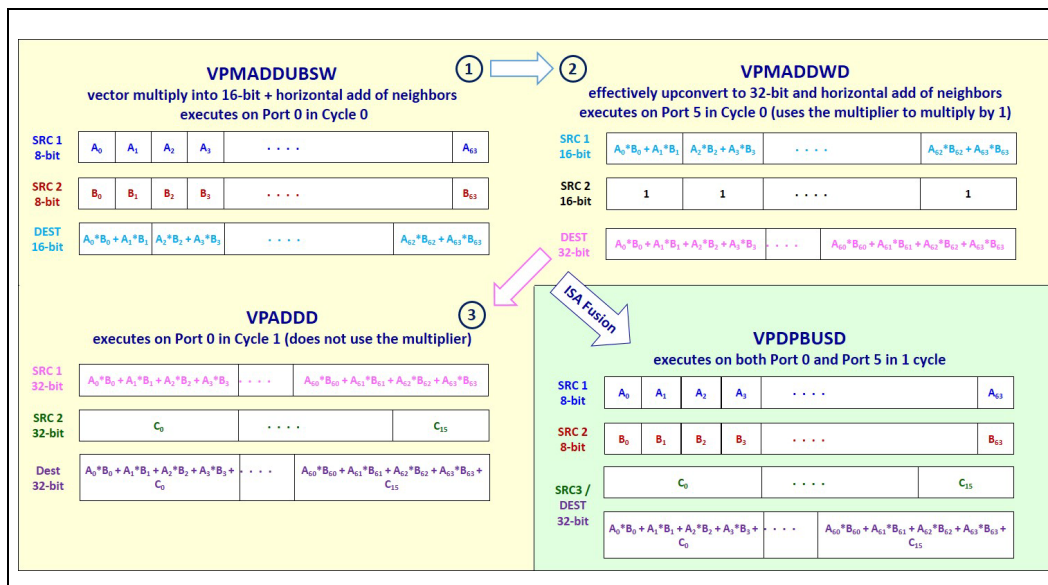 VPMADDUBSW
①
vector multiply into 16-bit + horizontal add of neighbors
executes on Port 0 in Cycle 0
SRC 1
8-bit
A₀ A₁ A₂ A₃ . . . . A₆₃
SRC 2
8-bit
B₀ B₁ B₂ B₃ . . . . B₆₃
DEST
16-bit
A₀*B₀ + A₁*B₁ A₂*B₂ + A₃*B₃ . . . . A₆₂*B₆₂ + A₆₃*B₆₃
②
VPMADDWD
effectively upconvert to 32-bit and horizontal add of neighbors
executes on Port 5 in Cycle 0 (uses the multiplier to multiply by 1)
SRC 1
16-bit
A₀*B₀ + A₁*B₁ A₂*B₂ + A₃*B₃ . . . . A₆₂*B₆₂ + A₆₃*B₆₃
SRC 2
16-bit
1 1 . . . . 1
DEST
32-bit
A₀*B₀ + A₁*B₁ + A₂*B₂ + A₃*B₃ . . . . A₆₀*B₆₀ + A₆₁*B₆₁ + A₆₂*B₆₂ + A₆₃*B₆₃
VPADDD
③
executes on Port 0 in Cycle 1 (does not use the multiplier)
SRC 1
32-bit
A₀*B₀ + A₁*B₁ + A₂*B₂ + A₃*B₃ . . . . A₆₀*B₆₀ + A₆₁*B₆₁ + A₆₂*B₆₂ + A₆₃*B₆₃
SRC 2
32-bit
C₀ . . . . C₁₅
Dest
32-bit
A₀*B₀ + A₁*B₁ + A₂*B₂ + A₃*B₃ +
C₀
. . . .
A₆₀*B₆₀ + A₆₁*B₆₁ + A₆₂*B₆₂ + A₆₃*B₆₃ +
C₁₅
ISA Fusion
VPDPBUSD
executes on both Port 0 and Port 5 in 1 cycle
SRC 1
8-bit
A₀ A₁ A₂ A₃ . . . . A₆₃
SRC 2
8-bit
B₀ B₁ B₂ B₃ . . . . B₆₃
SRC3 /
DEST
32-bit
C₀ . . . . C₁₅
A₀*B₀ + A₁*B₁ + A₂*B₂ + A₃*B₃ +
C₀
. . . .
A₆₀*B₆₀ + A₆₁*B₆₁ + A₆₂*B₆₂ + A₆₃*B₆₃ +
C₁₅